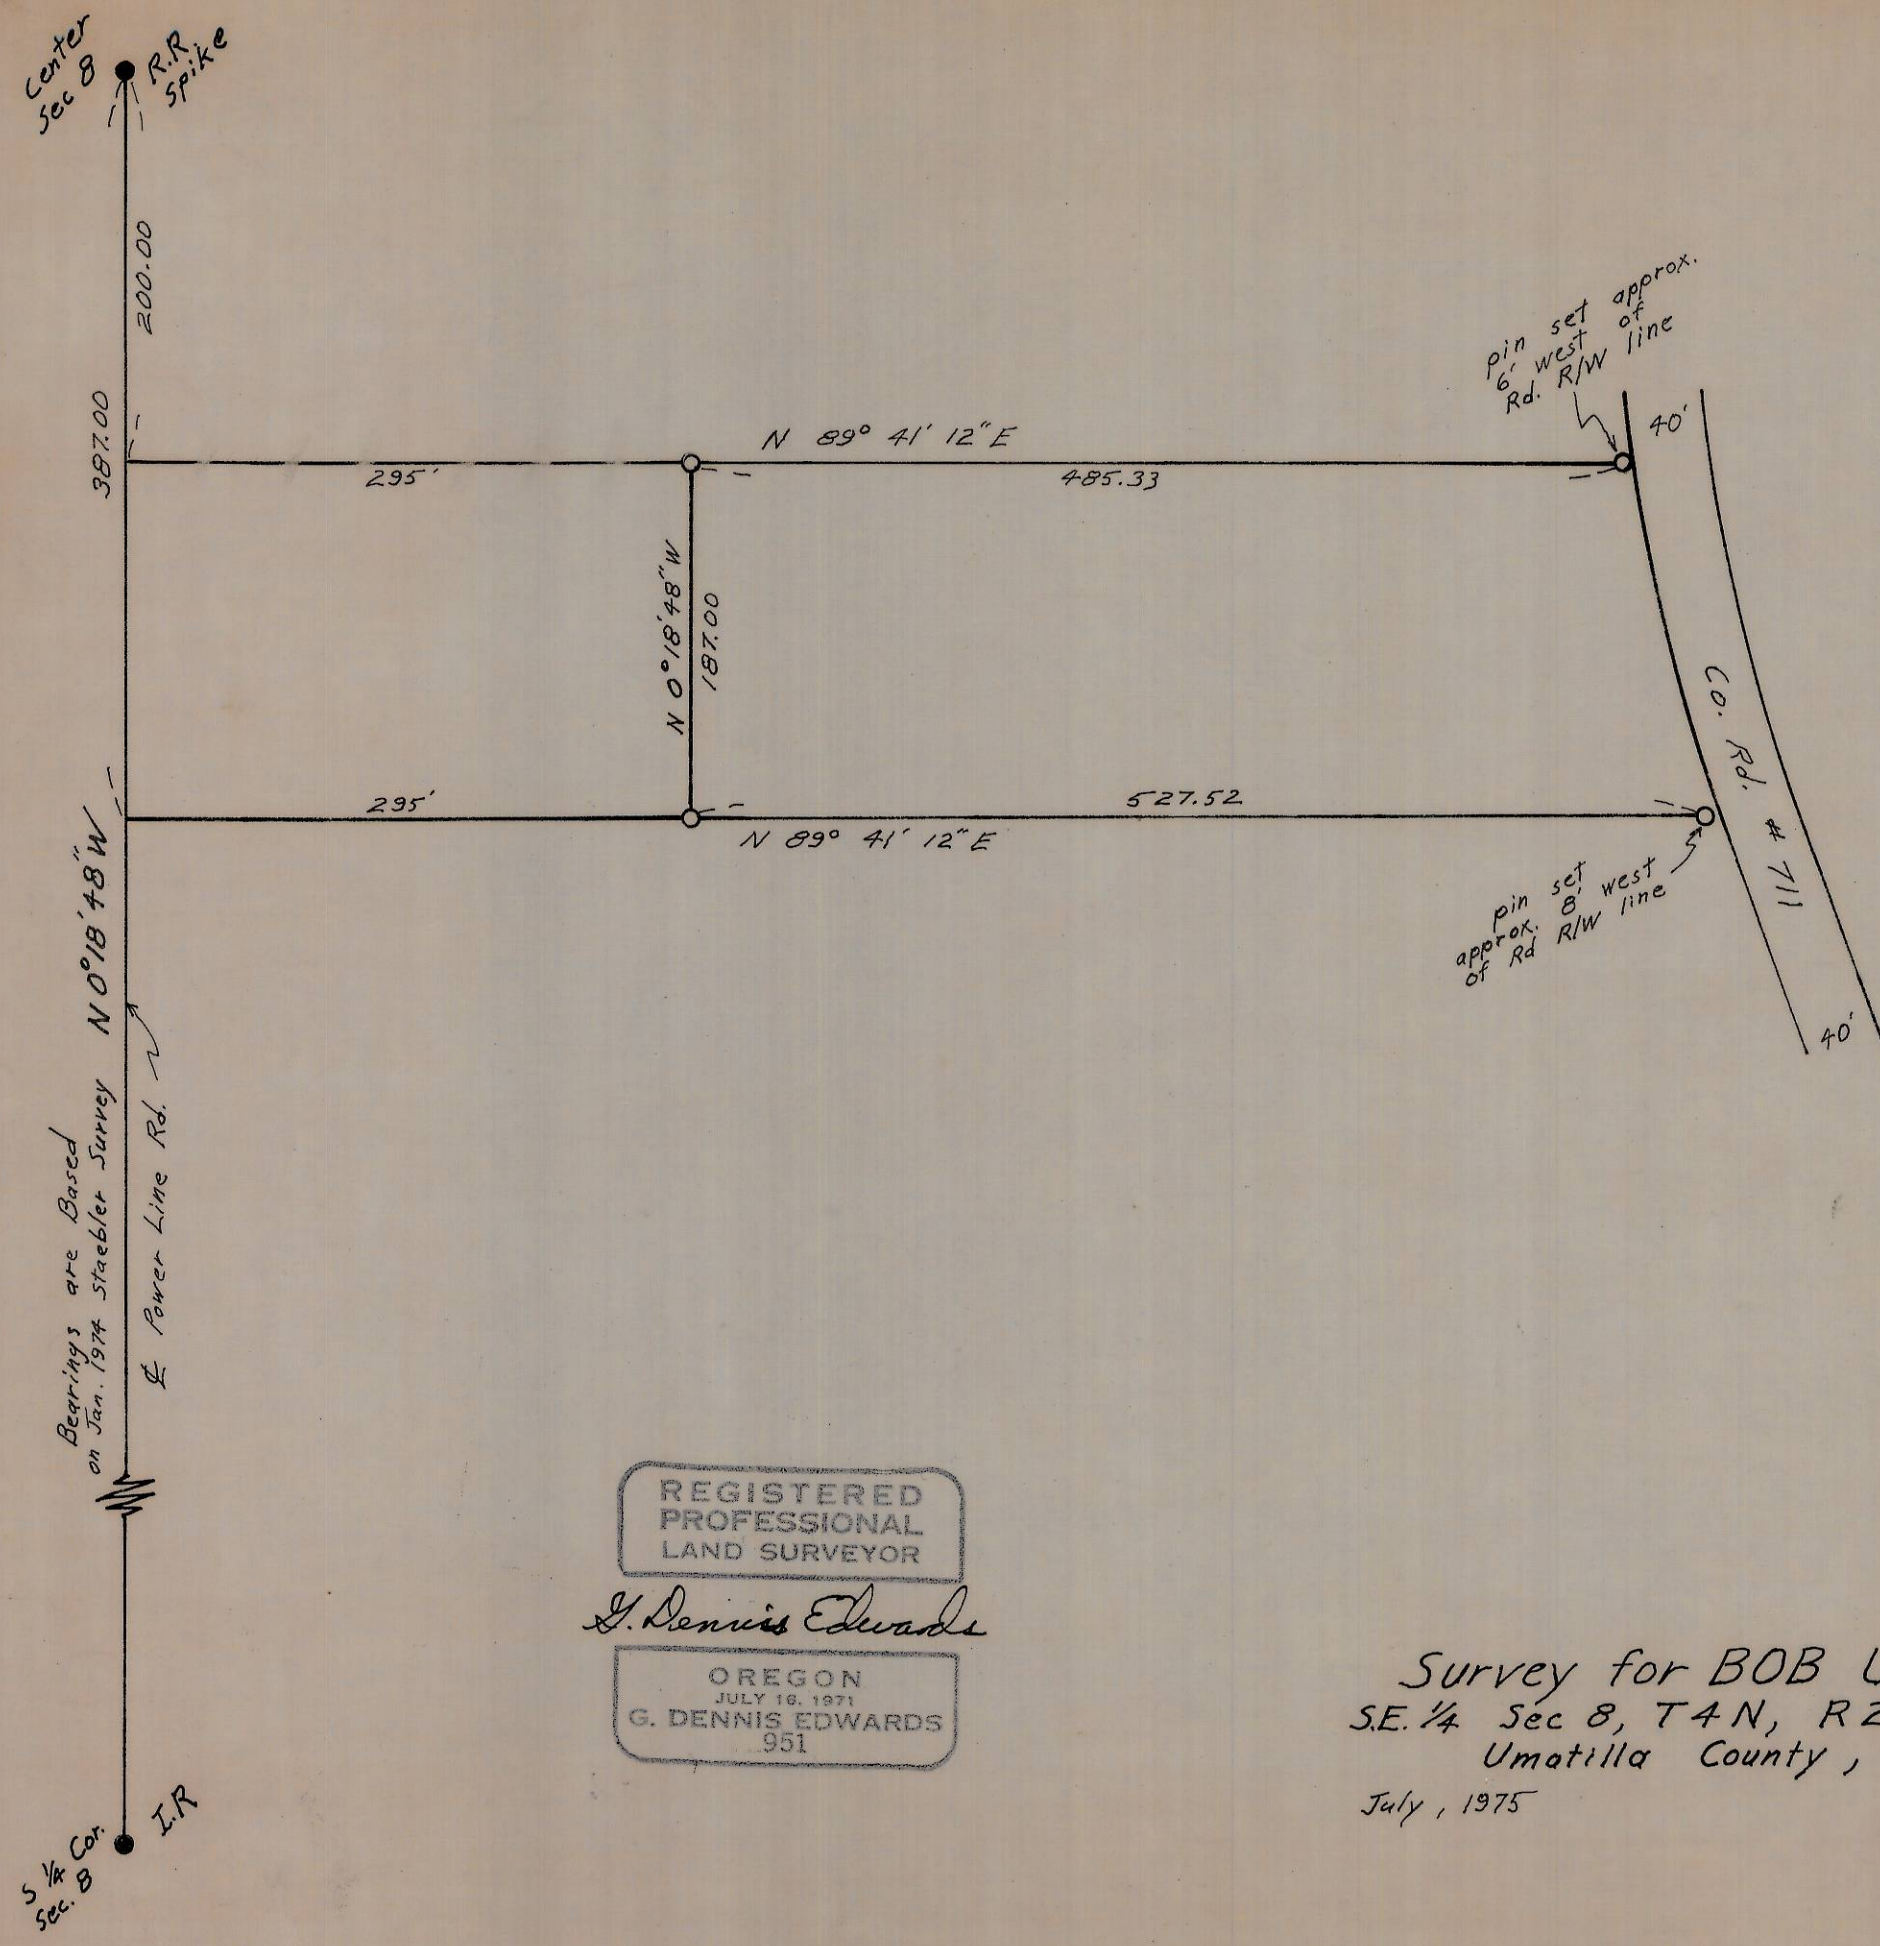 Center
Sec 8
R.R.
Spike
200.00
387.00
pin set approx.
6' west of
Rd. R/W line
40'
N 89° 41' 12" E
295'
485.33
N 0°18'48" W
187.00
Co. Rd. # 711
295'
527.52
N 89° 41' 12" E
pin set
approx. 8' west
of Rd R/W line
40'
N 0°18'48" W
Bearings are Based
on Jan. 1974 Staebler Survey
℄ Power Line Rd.
REGISTERED
PROFESSIONAL
LAND SURVEYOR
G. Dennis Edwards
OREGON
JULY 16, 1971
G. DENNIS EDWARDS
951
Survey for BOB
S.E. 1/4 Sec 8, T4N, R2
Umatilla County,
July, 1975
I.R
S 1/4 Cor.
Sec. 8